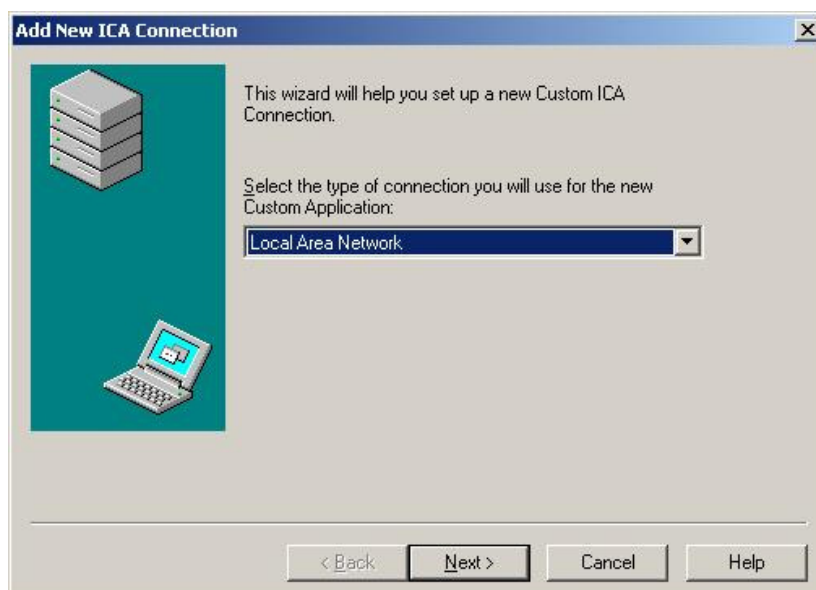 Add New ICA Connection
This wizard will help you set up a new Custom ICA
Connection.
Select the type of connection you will use for the new
Custom Application:
Local Area Network
< Back
Next >
Cancel
Help